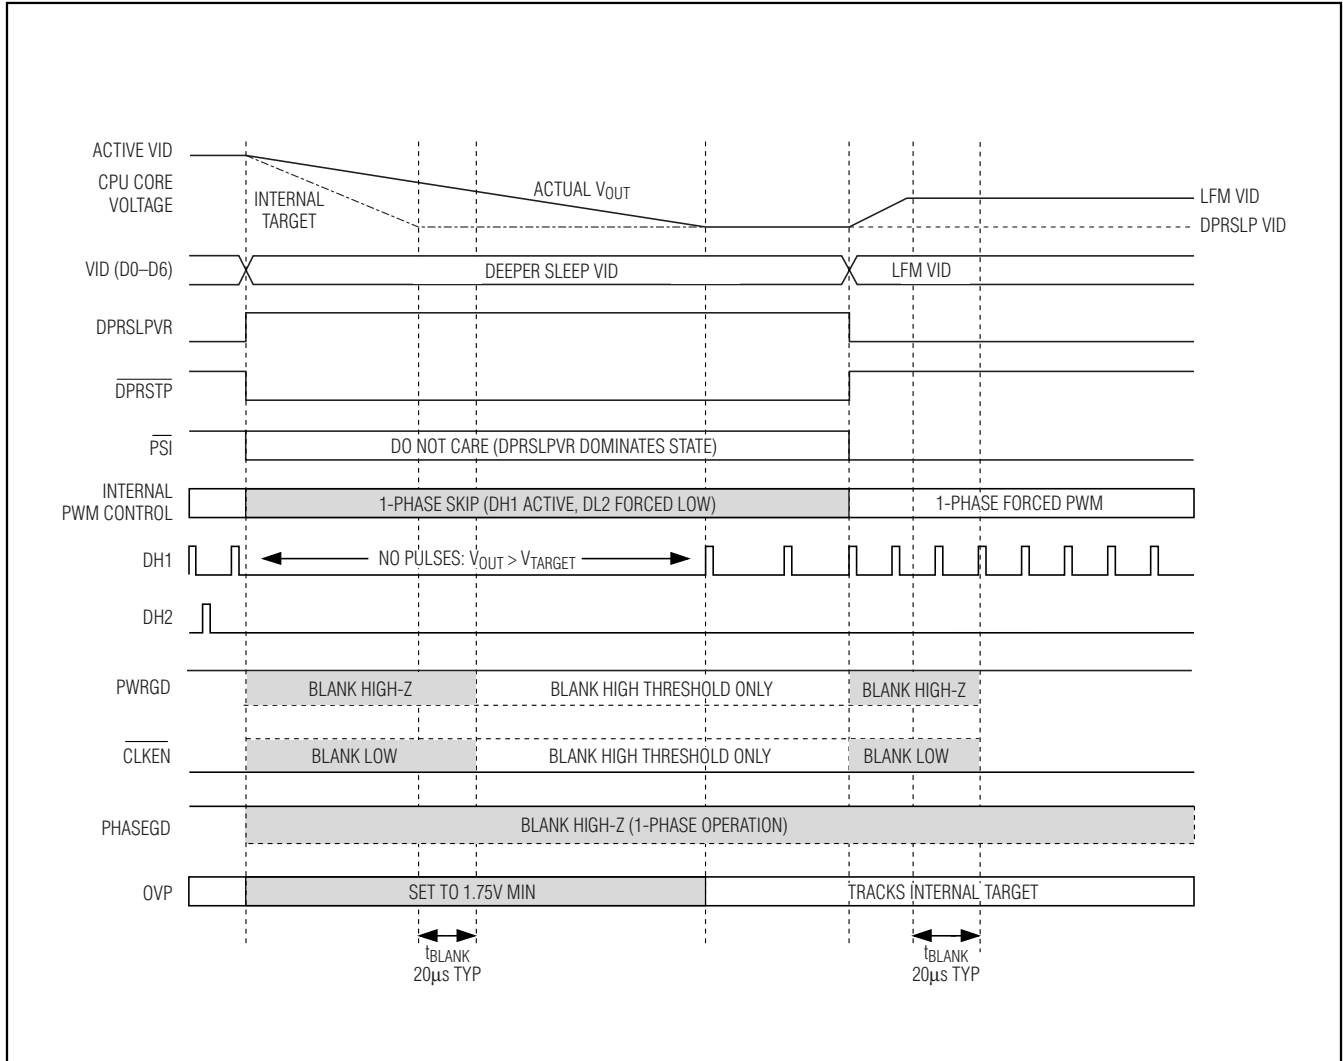 ACTIVE VID
CPU CORE
VOLTAGE
INTERNAL
TARGET
ACTUAL VOUT
LFM VID
DPRSLP VID
VID (D0–D6)
DEEPER SLEEP VID
LFM VID
DPRSLPVR
DPRSTP
PSI
DO NOT CARE (DPRSLPVR DOMINATES STATE)
INTERNAL
PWM CONTROL
1-PHASE SKIP (DH1 ACTIVE, DL2 FORCED LOW)
1-PHASE FORCED PWM
DH1
NO PULSES: VOUT > VTARGET
DH2
PWRGD
BLANK HIGH-Z
BLANK HIGH THRESHOLD ONLY
BLANK HIGH-Z
CLKEN
BLANK LOW
BLANK HIGH THRESHOLD ONLY
BLANK LOW
PHASEGD
BLANK HIGH-Z (1-PHASE OPERATION)
OVP
SET TO 1.75V MIN
TRACKS INTERNAL TARGET
tBLANK
20μs TYP
tBLANK
20μs TYP